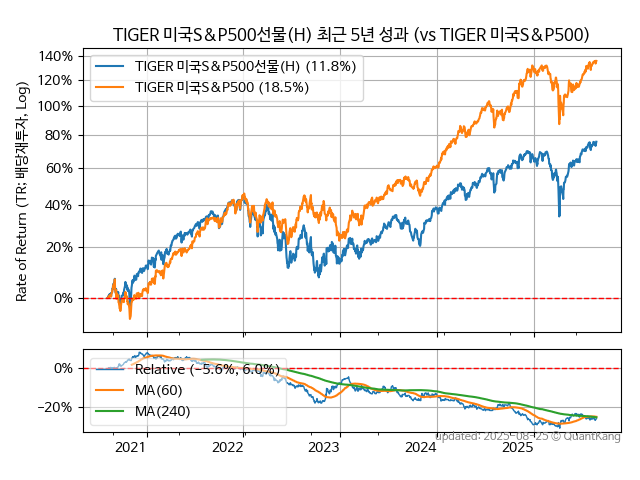 TIGER 미국S&P500선물(H) 최근 5년 성과 (vs TIGER 미국S&P500)
Rate of Return (TR: 배당재투자, Log)
140%
120%
100%
80%
60%
40%
20%
0%
TIGER 미국S&P500선물(H) (11.8%)
TIGER 미국S&P500 (18.5%)
0%
−20%
Relative (−5.6%, 6.0%)
MA(60)
MA(240)
2021 2022 2023 2024 2025
updated: 2025-08-25 © QuantKang